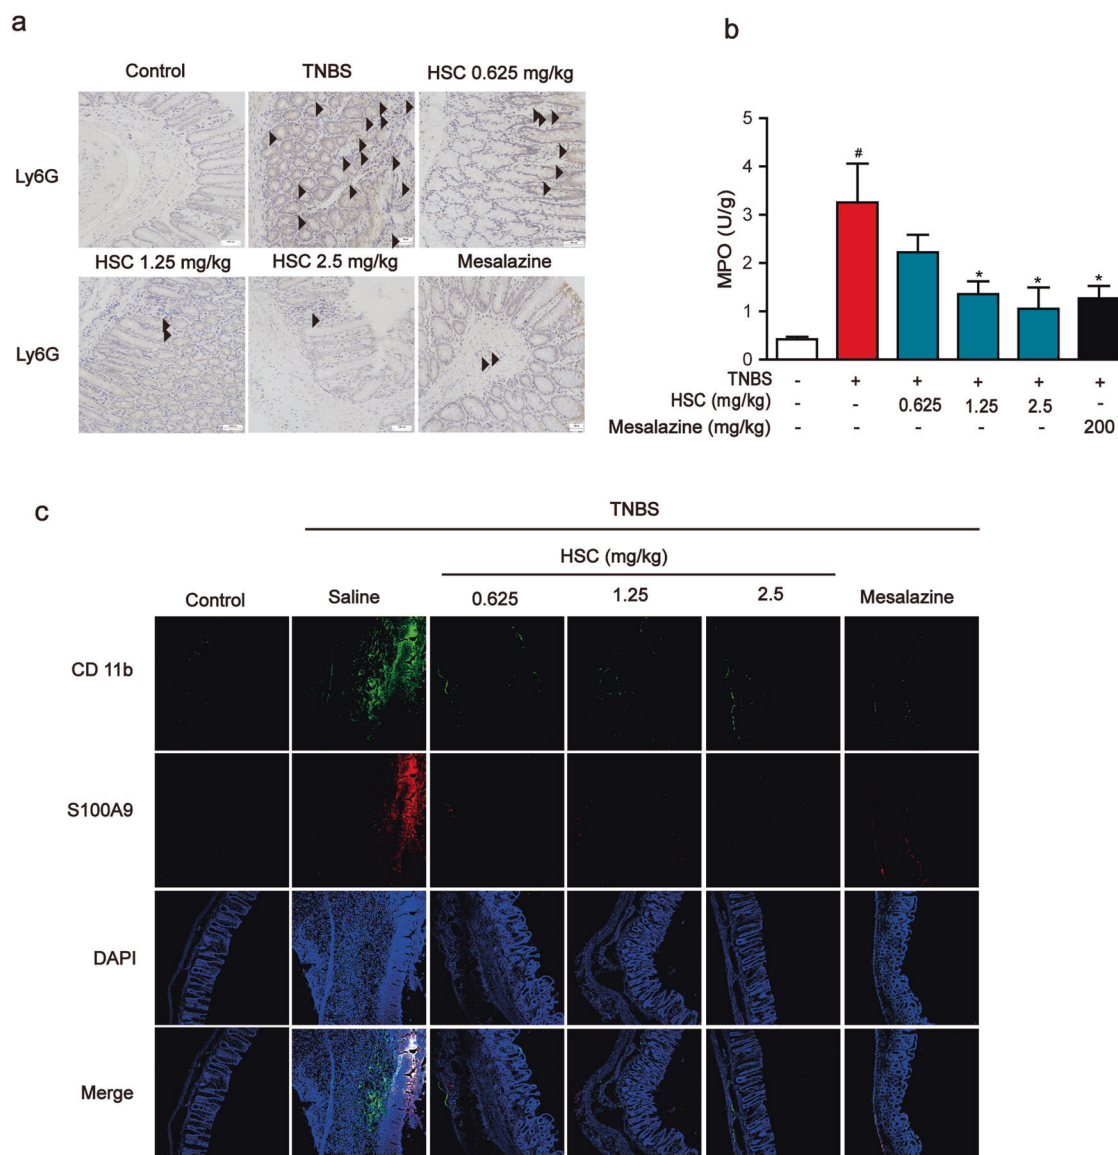 a
Control
TNBS
HSC 0.625 mg/kg
Ly6G
HSC 1.25 mg/kg
HSC 2.5 mg/kg
Mesalazine
Ly6G
b
MPO (U/g)
5
4
3
2
1
0
#
*
*
*
TNBS - + + + + +
HSC (mg/kg) - - 0.625 1.25 2.5 -
Mesalazine (mg/kg) - - - - - 200
c
TNBS
HSC (mg/kg)
Control Saline 0.625 1.25 2.5 Mesalazine
CD 11b
S100A9
DAPI
Merge